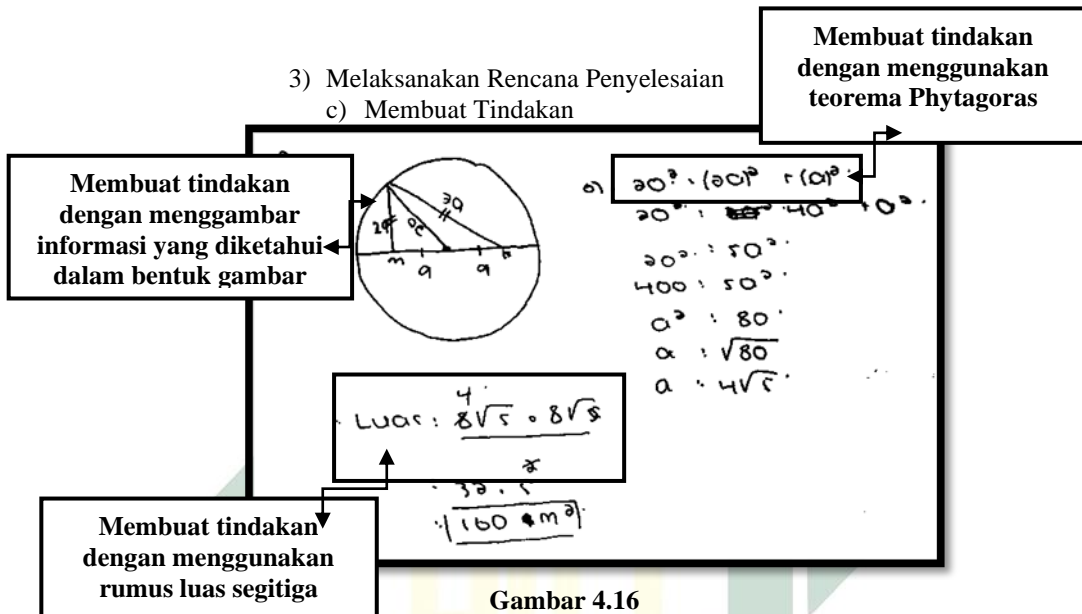 Membuat tindakan
dengan menggunakan
teorema Phytagoras
3) Melaksanakan Rencana Penyelesaian
c) Membuat Tindakan
Membuat tindakan
dengan menggambar
informasi yang diketahui
dalam bentuk gambar
2a
20
2a
m
a
a
20² : (2a)² + (a)²
20² : 4a² + a²
20² : 5a²
400 : 5a²
a² : 80
a : √80
a : 4√5
4
Luas : 8√5 . 8√5
2
: 32 . 5
: 160 m²
Membuat tindakan
dengan menggunakan
rumus luas segitiga
Gambar 4.16